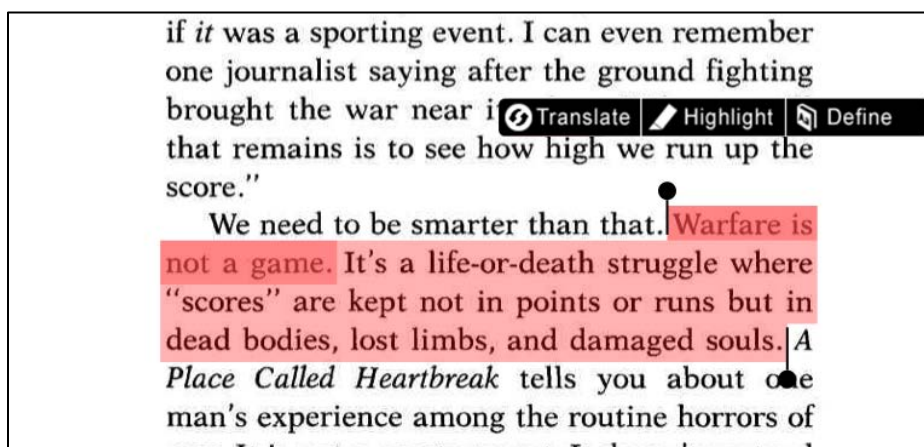 if it was a sporting event. I can even remember
one journalist saying after the ground fighting
brought the war near i
Translate Highlight Define
that remains is to see how high we run up the
score."
We need to be smarter than that. Warfare is
not a game. It's a life-or-death struggle where
"scores" are kept not in points or runs but in
dead bodies, lost limbs, and damaged souls. A
Place Called Heartbreak tells you about one
man's experience among the routine horrors of